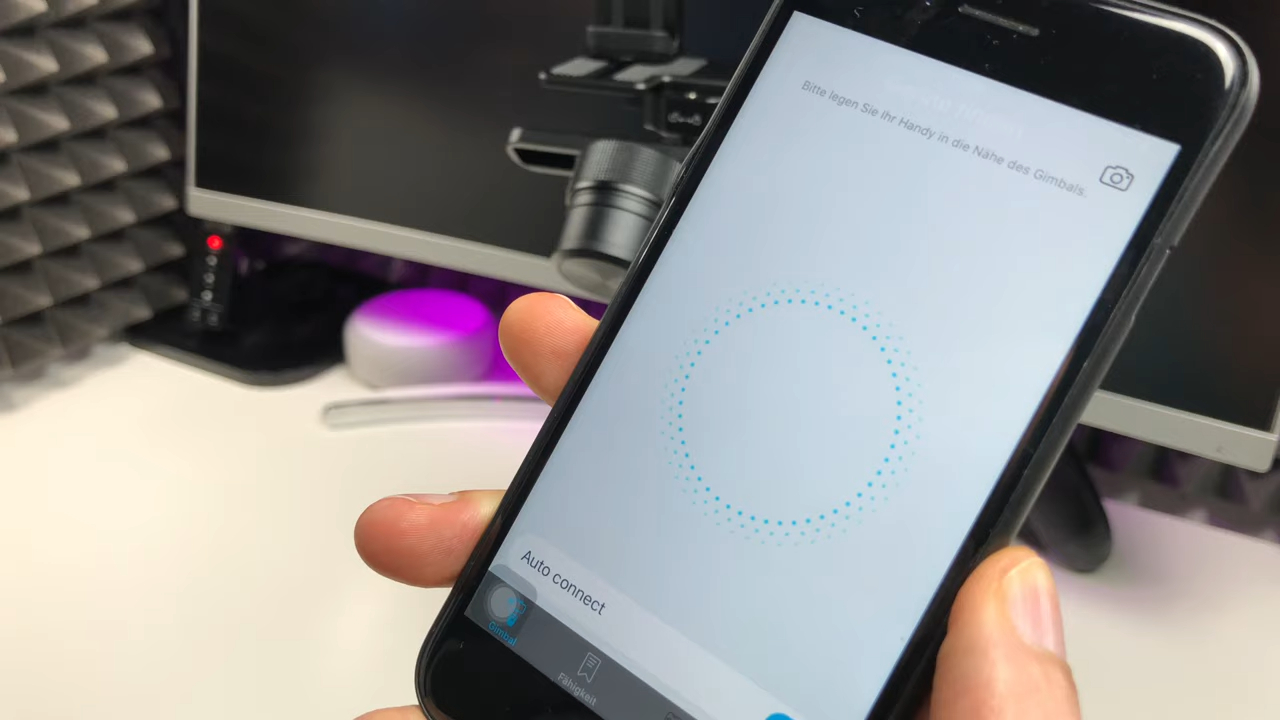 Bitte legen Sie Ihr Handy in die Nähe des Gimbals.
Auto connect
Gimbal
Fähigkeit